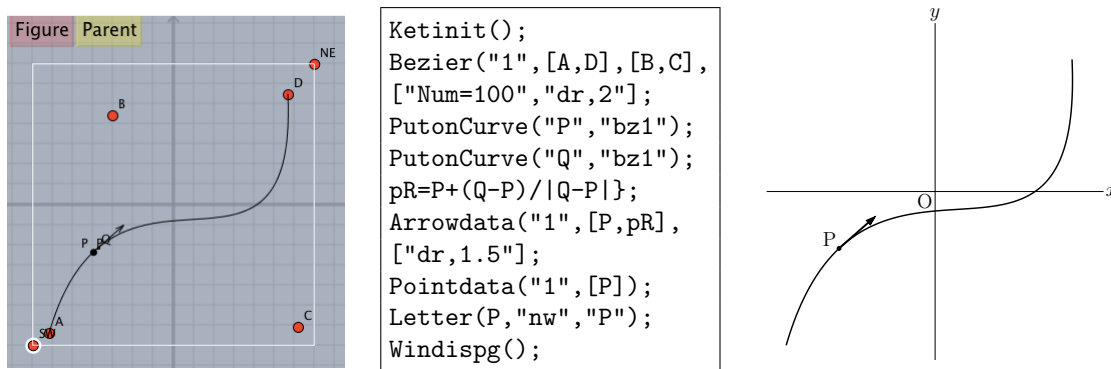 Figure Parent
NE
D
B
P P Q
A
SW
C
Ketinit();
Bezier("1",[A,D],[B,C],
["Num=100","dr,2"];
PutonCurve("P","bz1");
PutonCurve("Q","bz1");
pR=P+(Q-P)/|Q-P|};
Arrowdata("1",[P,pR],
["dr,1.5"];
Pointdata("1",[P]);
Letter(P,"nw","P");
Windispg();
y
x
O
P